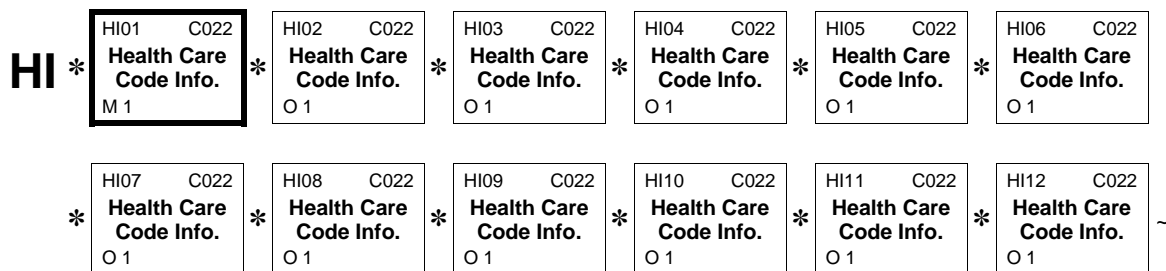 HI01 C022 HI02 C022 HI03 C022 HI04 C022 HI05 C022 HI06 C022
HI * Health Care * Health Care * Health Care * Health Care * Health Care * Health Care
Code Info. Code Info. Code Info. Code Info. Code Info. Code Info.
M 1 O 1 O 1 O 1 O 1 O 1
HI07 C022 HI08 C022 HI09 C022 HI10 C022 HI11 C022 HI12 C022
* Health Care * Health Care * Health Care * Health Care * Health Care * Health Care ~
Code Info. Code Info. Code Info. Code Info. Code Info. Code Info.
O 1 O 1 O 1 O 1 O 1 O 1